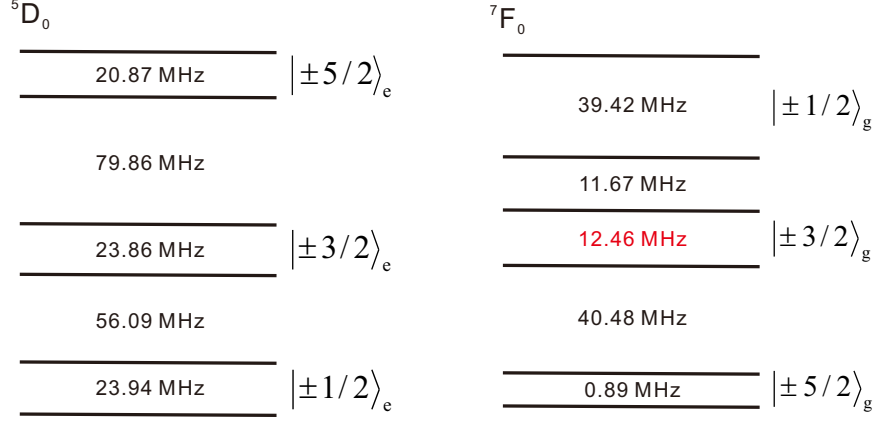 ⁵D₀
20.87 MHz
|±5/2⟩ₑ
79.86 MHz
23.86 MHz
|±3/2⟩ₑ
56.09 MHz
23.94 MHz
|±1/2⟩ₑ
⁷F₀
39.42 MHz
|±1/2⟩g
11.67 MHz
12.46 MHz
|±3/2⟩g
40.48 MHz
0.89 MHz
|±5/2⟩g